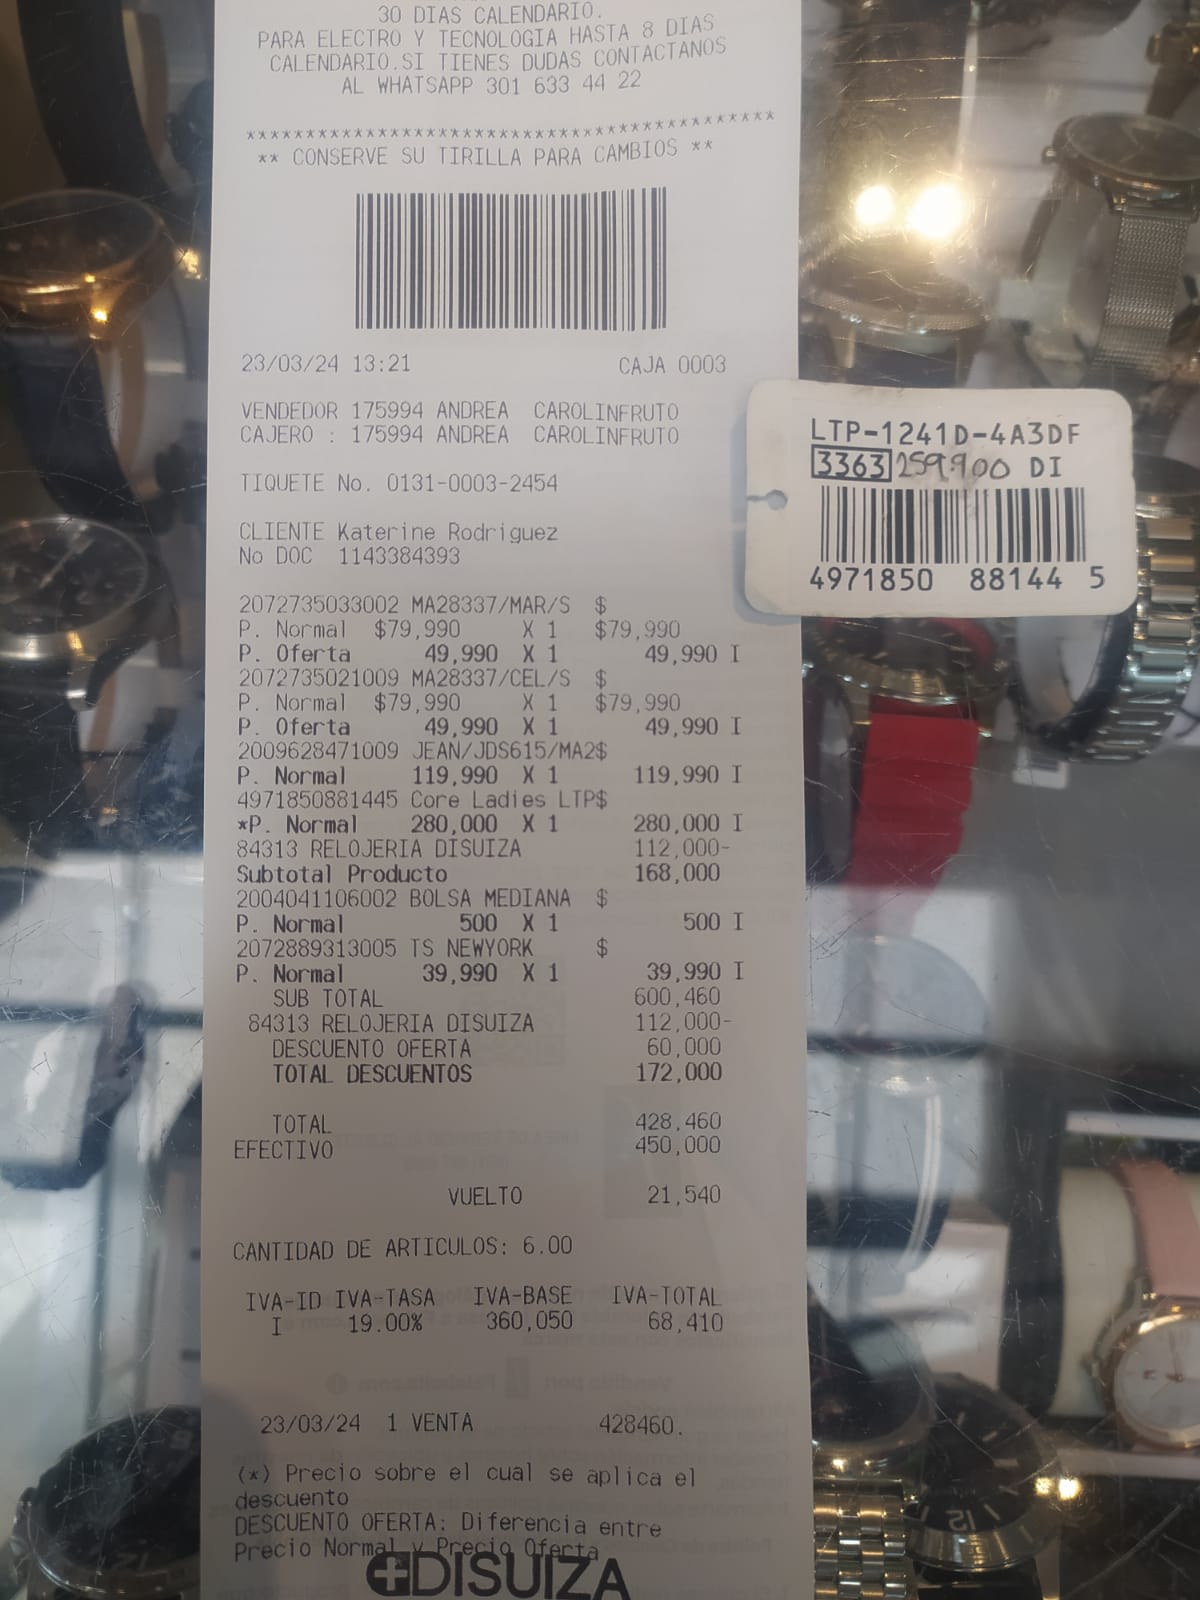 30 DIAS CALENDARIO.
PARA ELECTRO Y TECNOLOGIA HASTA 8 DIAS
CALENDARIO.SI TIENES DUDAS CONTACTANOS
AL WHATSAPP 301 633 44 22
********************************************
** CONSERVE SU TIRILLA PARA CAMBIOS **
23/03/24 13:21 CAJA 0003
VENDEDOR 175994 ANDREA CAROLINFRUTO
CAJERO : 175994 ANDREA CAROLINFRUTO
TIQUETE No. 0131-0003-2454
CLIENTE Katerine Rodriguez
No DOC 1143384393
2072735033002 MA28337/MAR/S $
P. Normal $79,990 X 1 $79,990
P. Oferta 49,990 X 1 49,990 I
2072735021009 MA28337/CEL/S $
P. Normal $79,990 X 1 $79,990
P. Oferta 49,990 X 1 49,990 I
2009628471009 JEAN/JDS615/MA2$
P. Normal 119,990 X 1 119,990 I
4971850881445 Core Ladies LTP$
*P. Normal 280,000 X 1 280,000 I
84313 RELOJERIA DISUIZA 112,000-
Subtotal Producto 168,000
2004041106002 BOLSA MEDIANA $
P. Normal 500 X 1 500 I
2072889313005 TS NEWYORK $
P. Normal 39,990 X 1 39,990 I
SUB TOTAL 600,460
84313 RELOJERIA DISUIZA 112,000-
DESCUENTO OFERTA 60,000
TOTAL DESCUENTOS 172,000
TOTAL 428,460
EFECTIVO 450,000
VUELTO 21,540
CANTIDAD DE ARTICULOS: 6.00
IVA-ID IVA-TASA IVA-BASE IVA-TOTAL
I 19.00% 360,050 68,410
23/03/24 1 VENTA 428460.
(*) Precio sobre el cual se aplica el
descuento
DESCUENTO OFERTA: Diferencia entre
Precio Normal y Precio Oferta
DISUIZA
LTP-1241D-4A3DF
3363 259.900 DI
4971850 88144 5